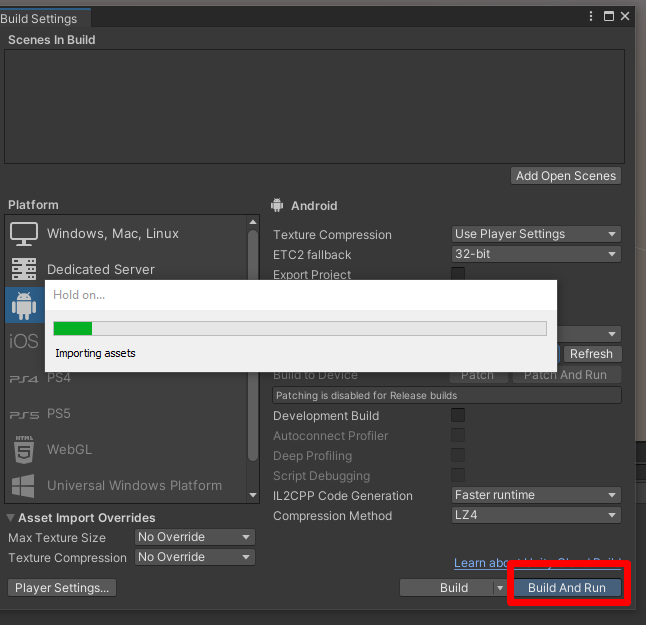 Build Settings
Scenes In Build
Add Open Scenes
Platform
Windows, Mac, Linux
Dedicated Server
iOS
PS4 PS4
PS5 PS5
HTML 5 WebGL
Universal Windows Platform
Android
Texture Compression Use Player Settings
ETC2 fallback 32-bit
Export Project
Hold on...
Importing assets
Refresh
Build to Device Patch Patch And Run
Patching is disabled for Release builds
Development Build
Autoconnect Profiler
Deep Profiling
Script Debugging
IL2CPP Code Generation Faster runtime
Compression Method LZ4
Asset Import Overrides
Max Texture Size No Override
Texture Compression No Override
Learn about Unity Cloud Build
Player Settings... Build Build And Run